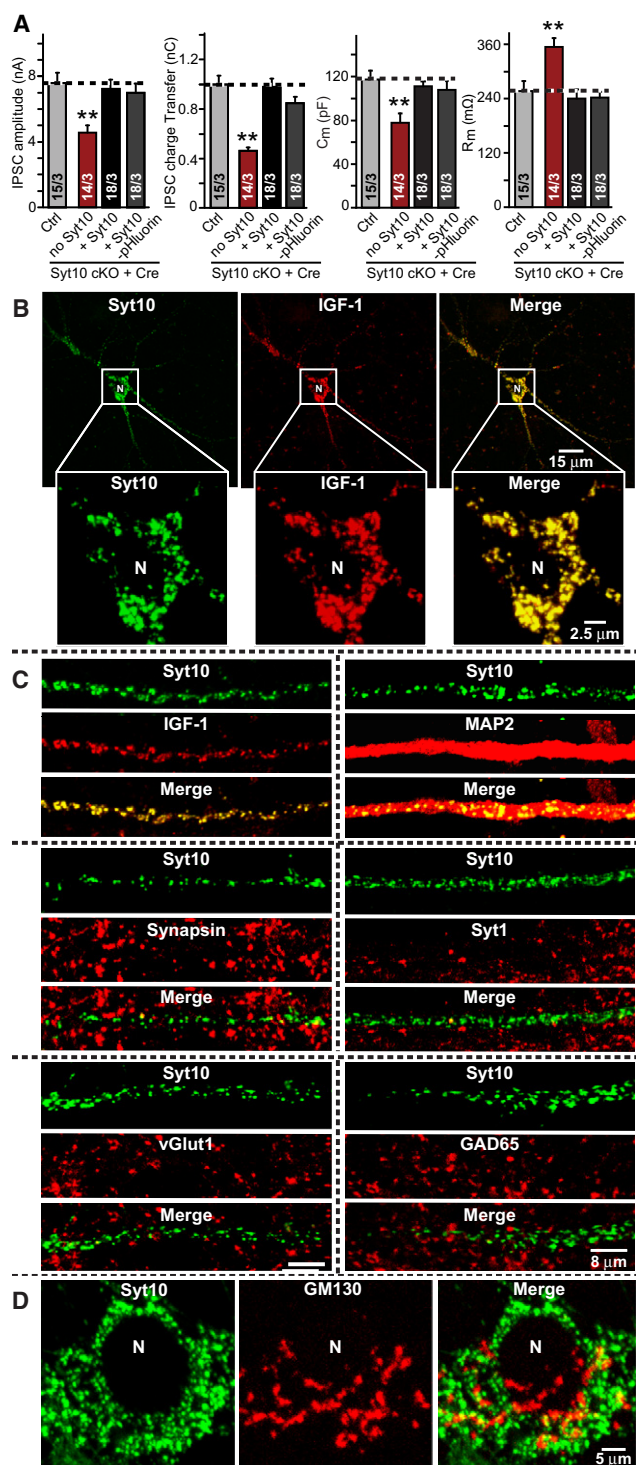 A
IPSC amplitude (nA)
8
4
0
**
15/3
14/3
18/3
18/3
Ctrl
no Syt10
+ Syt10
+ Syt10
-pHluorin
Syt10 cKO + Cre
IPSC charge Transfer (nC)
1.2
0.8
0.4
0
**
15/3
14/3
18/3
18/3
Ctrl
no Syt10
+ Syt10
+ Syt10
-pHluorin
Syt10 cKO + Cre
Cm (pF)
160
120
80
40
0
**
15/3
14/3
18/3
18/3
Ctrl
no Syt10
+ Syt10
+ Syt10
-pHluorin
Syt10 cKO + Cre
Rm (mΩ)
360
240
120
0
**
15/3
14/3
18/3
18/3
Ctrl
no Syt10
+ Syt10
+ Syt10
-pHluorin
Syt10 cKO + Cre
B
Syt10 IGF-1 Merge
N N N
15 μm
Syt10 IGF-1 Merge
N N N
2.5 μm
C
Syt10
IGF-1
Merge
Syt10
MAP2
Merge
Syt10
Synapsin
Merge
Syt10
Syt1
Merge
Syt10
vGlut1
Merge
Syt10
GAD65
Merge
8 μm
D
Syt10 GM130 Merge
N N N
5 μm